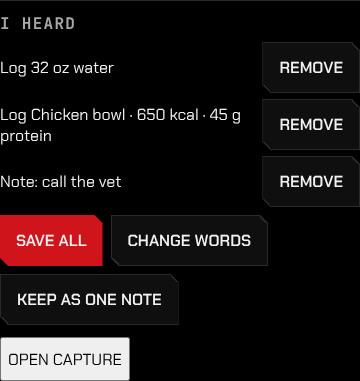 I HEARD
Log 32 oz water
REMOVE
Log Chicken bowl · 650 kcal · 45 g
protein
REMOVE
Note: call the vet
REMOVE
SAVE ALL
CHANGE WORDS
KEEP AS ONE NOTE
OPEN CAPTURE